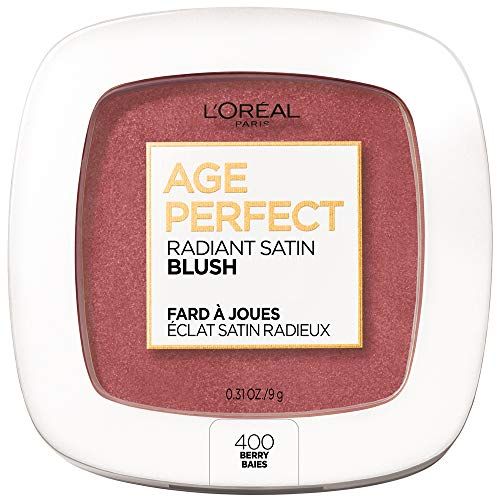 L'ORÉAL
PARIS
AGE
PERFECT
RADIANT SATIN
BLUSH
FARD À JOUES
ÉCLAT SATIN RADIEUX
0.31 OZ./9 g
400
BERRY
BAIES